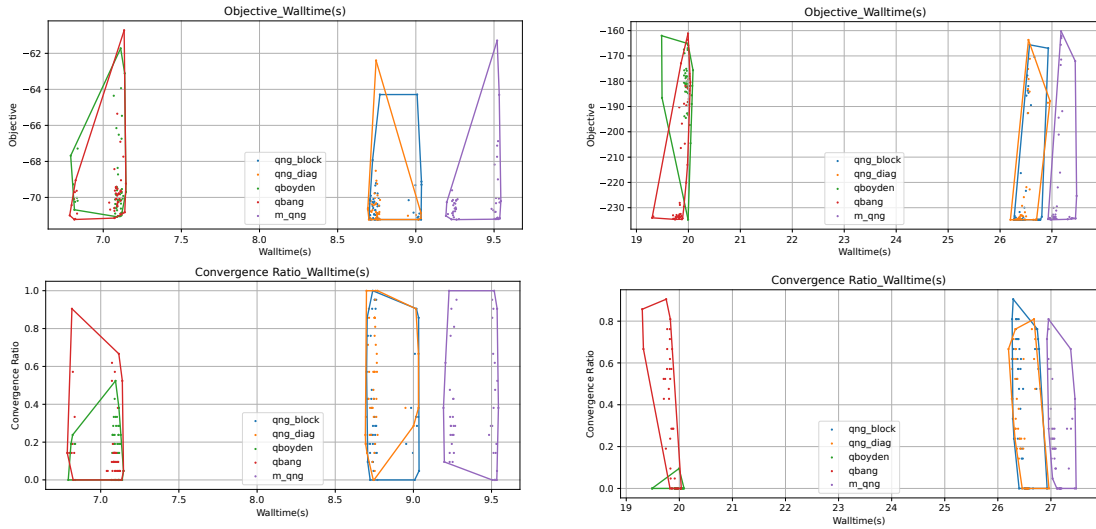 Objective_Walltime(s)
Objective
−62
−64
−66
−68
−70
qng_block
qng_diag
qboyden
qbang
m_qng
7.0
7.5
8.0
8.5
9.0
9.5
Walltime(s)
Objective_Walltime(s)
Objective
−160
−170
−180
−190
−200
−210
−220
−230
qng_block
qng_diag
qboyden
qbang
m_qng
19
20
21
22
23
24
25
26
27
Walltime(s)
Convergence Ratio_Walltime(s)
Convergence Ratio
1.0
0.8
0.6
0.4
0.2
0.0
qng_block
qng_diag
qboyden
qbang
m_qng
7.0
7.5
8.0
8.5
9.0
9.5
Walltime(s)
Convergence Ratio_Walltime(s)
Convergence Ratio
0.8
0.6
0.4
0.2
0.0
qng_block
qng_diag
qboyden
qbang
m_qng
19
20
21
22
23
24
25
26
27
Walltime(s)